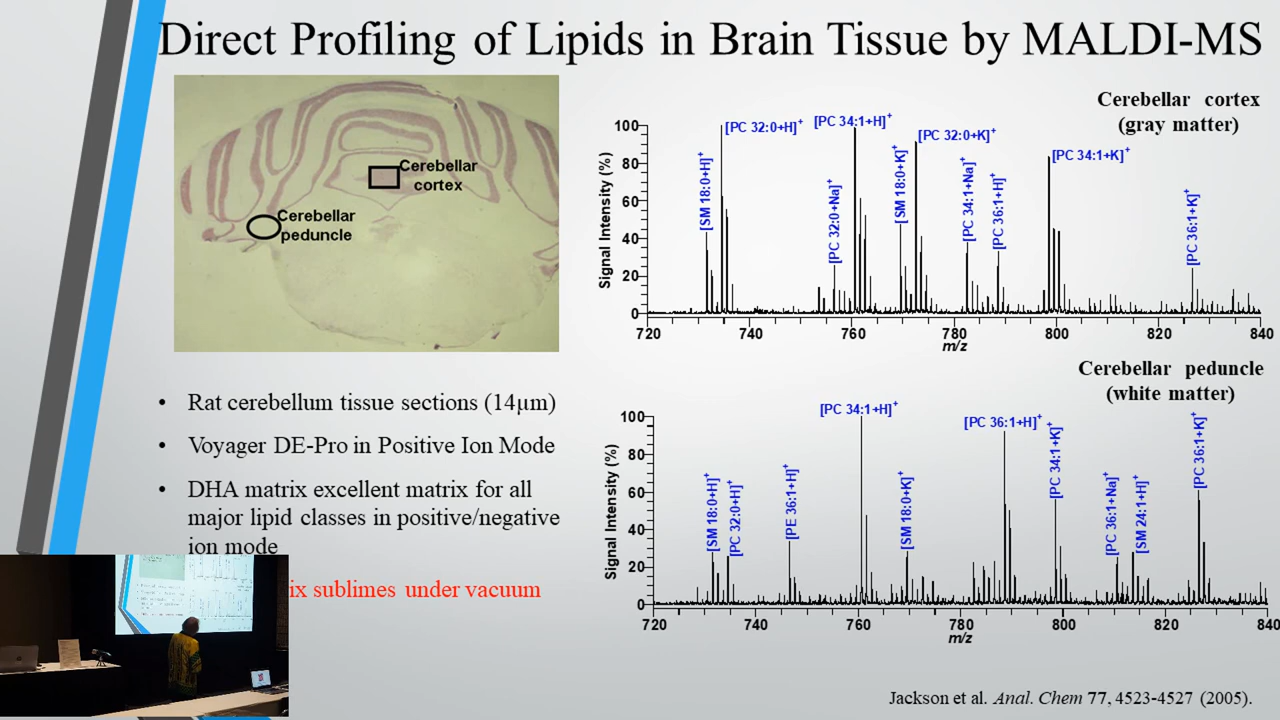 Direct Profiling of Lipids in Brain Tissue by MALDI-MS
Cerebellar
cortex
Cerebellar
peduncle
• Rat cerebellum tissue sections (14µm)
• Voyager DE-Pro in Positive Ion Mode
• DHA matrix excellent matrix for all
major lipid classes in positive/negative
ion mode
sublimes under vacuum
Cerebellar cortex
(gray matter)
Signal Intensity (%)
100
80
60
40
20
0
[SM 18:0+H]+
[PC 32:0+H]+
[PC 32:0+Na]+
[PC 34:1+H]+
[SM 18:0+K]+
[PC 32:0+K]+
[PC 34:1+Na]+
[PC 36:1+H]+
[PC 34:1+K]+
[PC 36:1+K]+
720 740 760 780 800 820 840
m/z
Cerebellar peduncle
(white matter)
Signal Intensity (%)
100
80
60
40
20
0
[SM 18:0+H]+
[PC 32:0+H]+
[PE 36:1+H]+
[PC 34:1+H]+
[SM 18:0+K]+
[PC 36:1+H]+
[PC 34:1+K]+
[PC 36:1+Na]+
[SM 24:1+H]+
[PC 36:1+K]+
720 740 760 780 800 820 840
m/z
Jackson et al. Anal. Chem 77, 4523-4527 (2005).